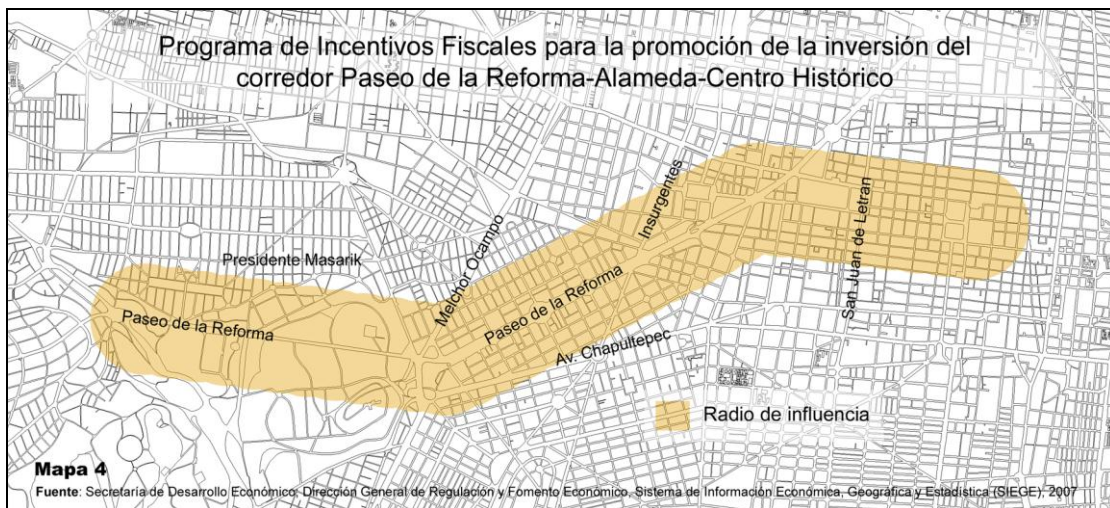 Programa de Incentivos Fiscales para la promoción de la inversión del
corredor Paseo de la Reforma-Alameda-Centro Histórico
Insurgentes
San Juan de Letran
Melchor Ocampo
Presidente Masarik
Paseo de la Reforma
Paseo de la Reforma
Av. Chapultepec
Radio de influencia
Mapa 4
Fuente: Secretaría de Desarrollo Económico, Dirección General de Regulación y Fomento Económico, Sistema de Información Económica, Geográfica y Estadística (SIEGE), 2007